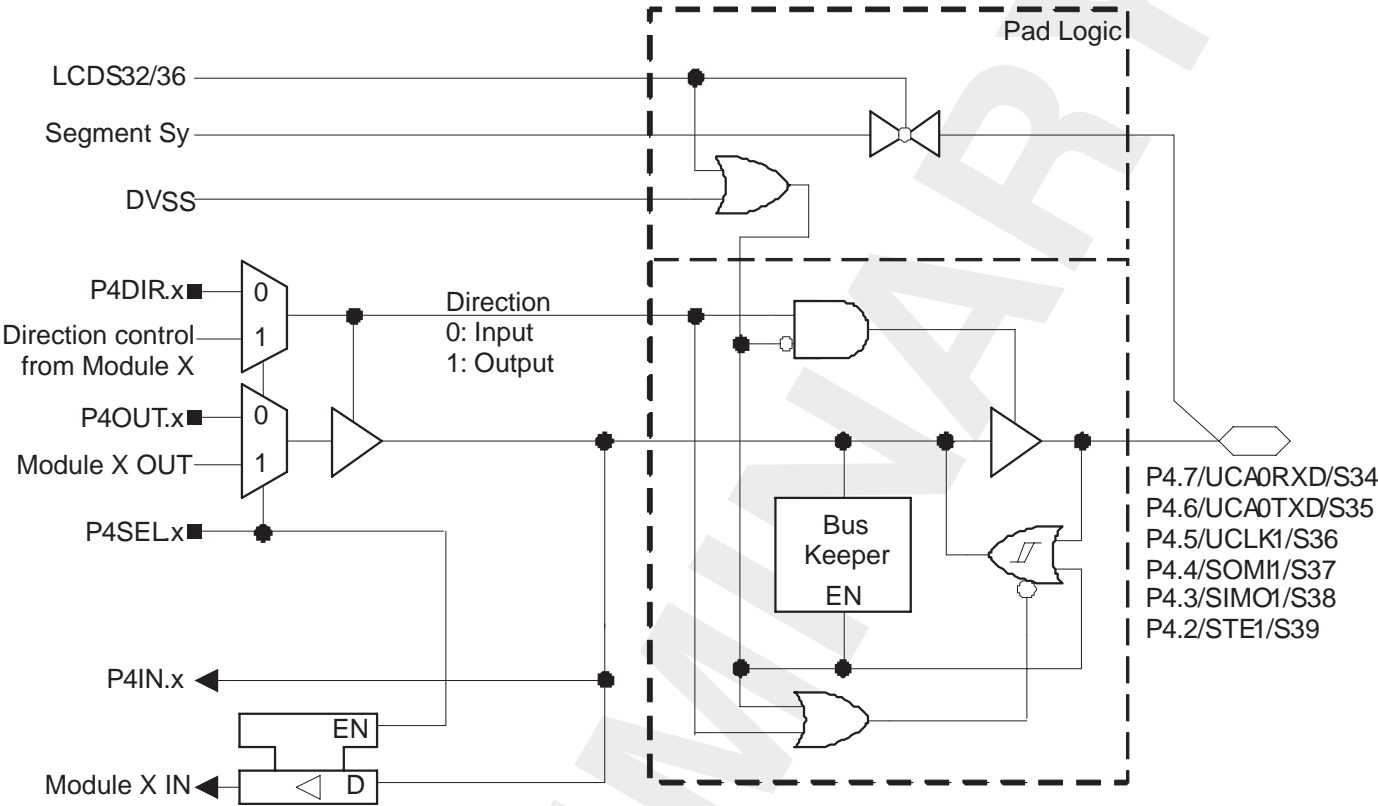 Pad Logic
LCDS32/36
Segment Sy
DVSS
P4DIR.x
0
Direction control
from Module X
1
Direction
0: Input
1: Output
P4OUT.x
0
Module X OUT
1
P4SEL.x
Bus
Keeper
EN
P4.7/UCA0RXD/S34
P4.6/UCA0TXD/S35
P4.5/UCLK1/S36
P4.4/SOMI1/S37
P4.3/SIMO1/S38
P4.2/STE1/S39
P4IN.x
EN
Module X IN
D